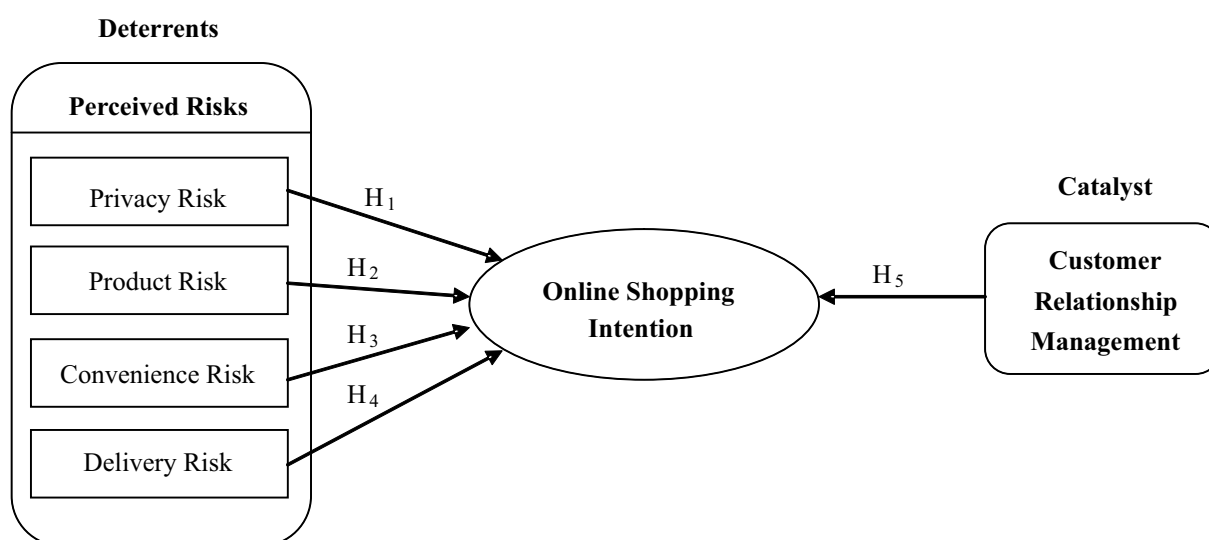 Deterrents
Perceived Risks
Privacy Risk
Product Risk
Convenience Risk
Delivery Risk
H1
H2
H3
H4
Online Shopping
Intention
H5
Catalyst
Customer
Relationship
Management